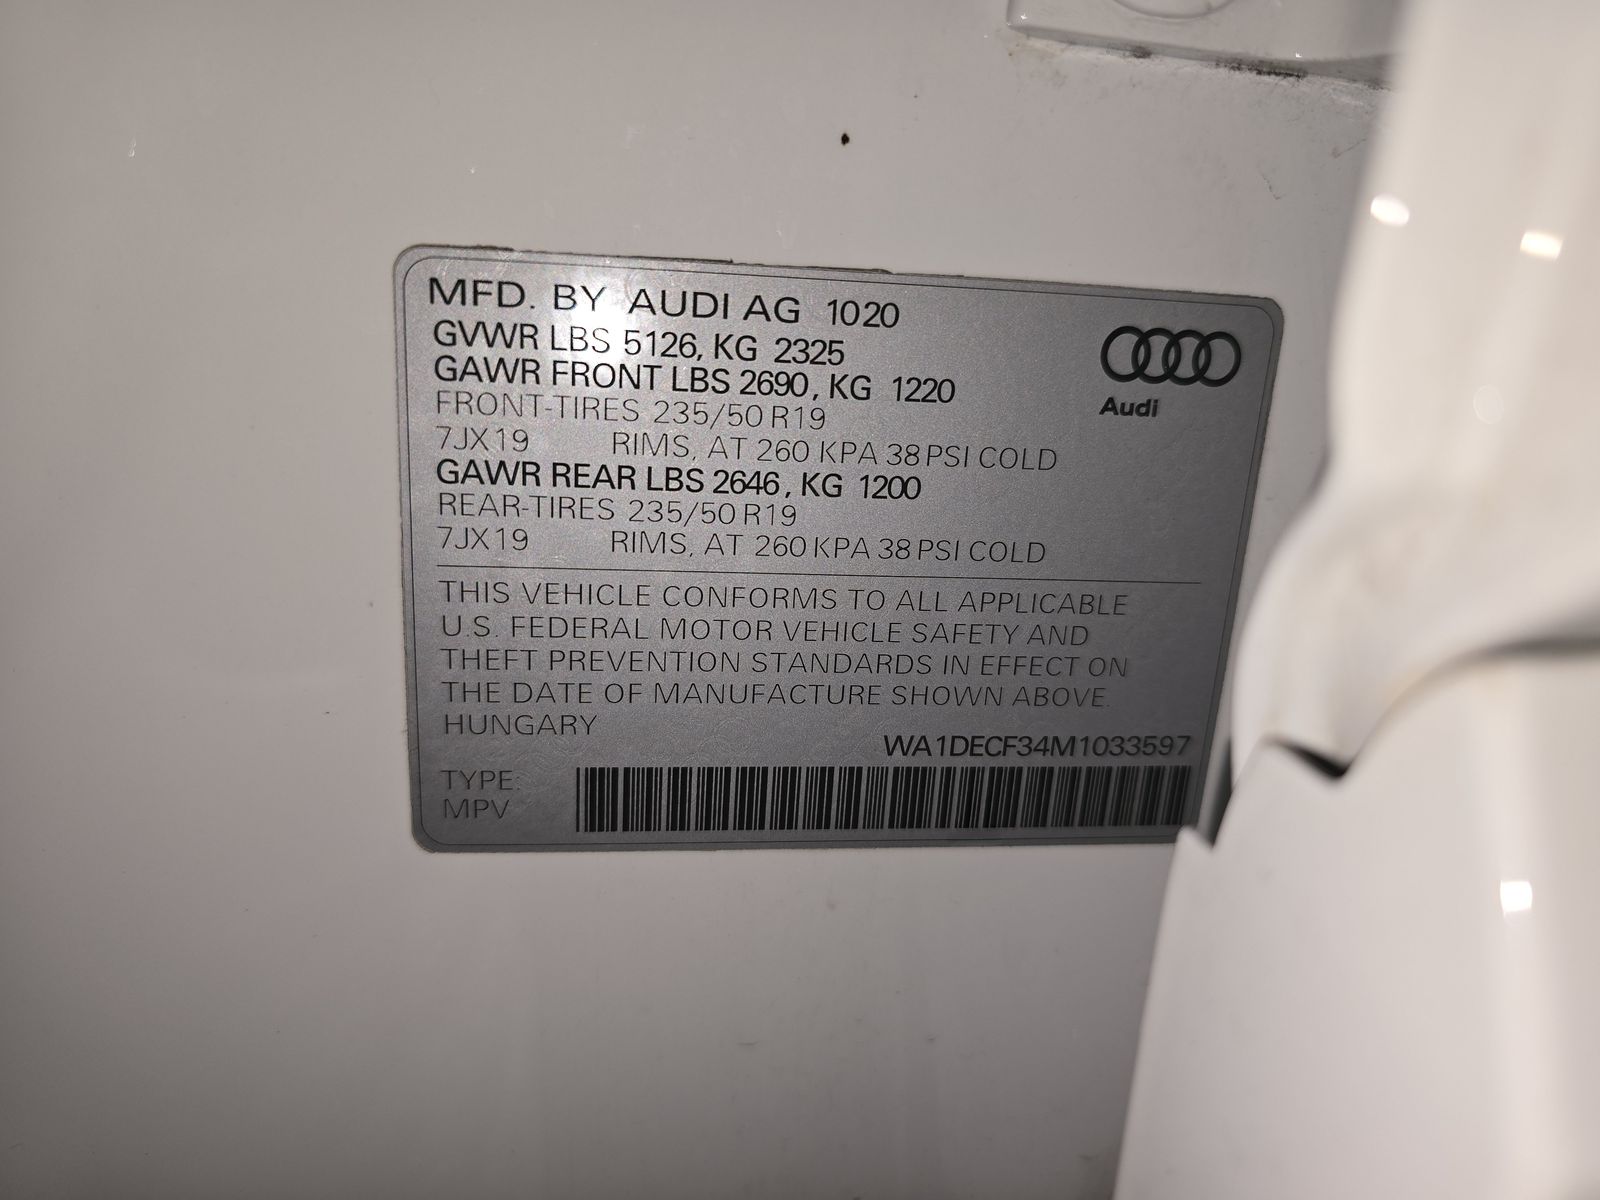 MFD. BY AUDI AG 1020
GVWR LBS 5126, KG 2325
GAWR FRONT LBS 2690, KG 1220
FRONT-TIRES 235/50 R19
7JX19 RIMS, AT 260 KPA 38 PSI COLD
GAWR REAR LBS 2646, KG 1200
REAR-TIRES 235/50 R19
7JX19 RIMS, AT 260 KPA 38 PSI COLD
Audi
THIS VEHICLE CONFORMS TO ALL APPLICABLE
U.S. FEDERAL MOTOR VEHICLE SAFETY AND
THEFT PREVENTION STANDARDS IN EFFECT ON
THE DATE OF MANUFACTURE SHOWN ABOVE.
HUNGARY
WA1DECF34M1033597
TYPE:
MPV